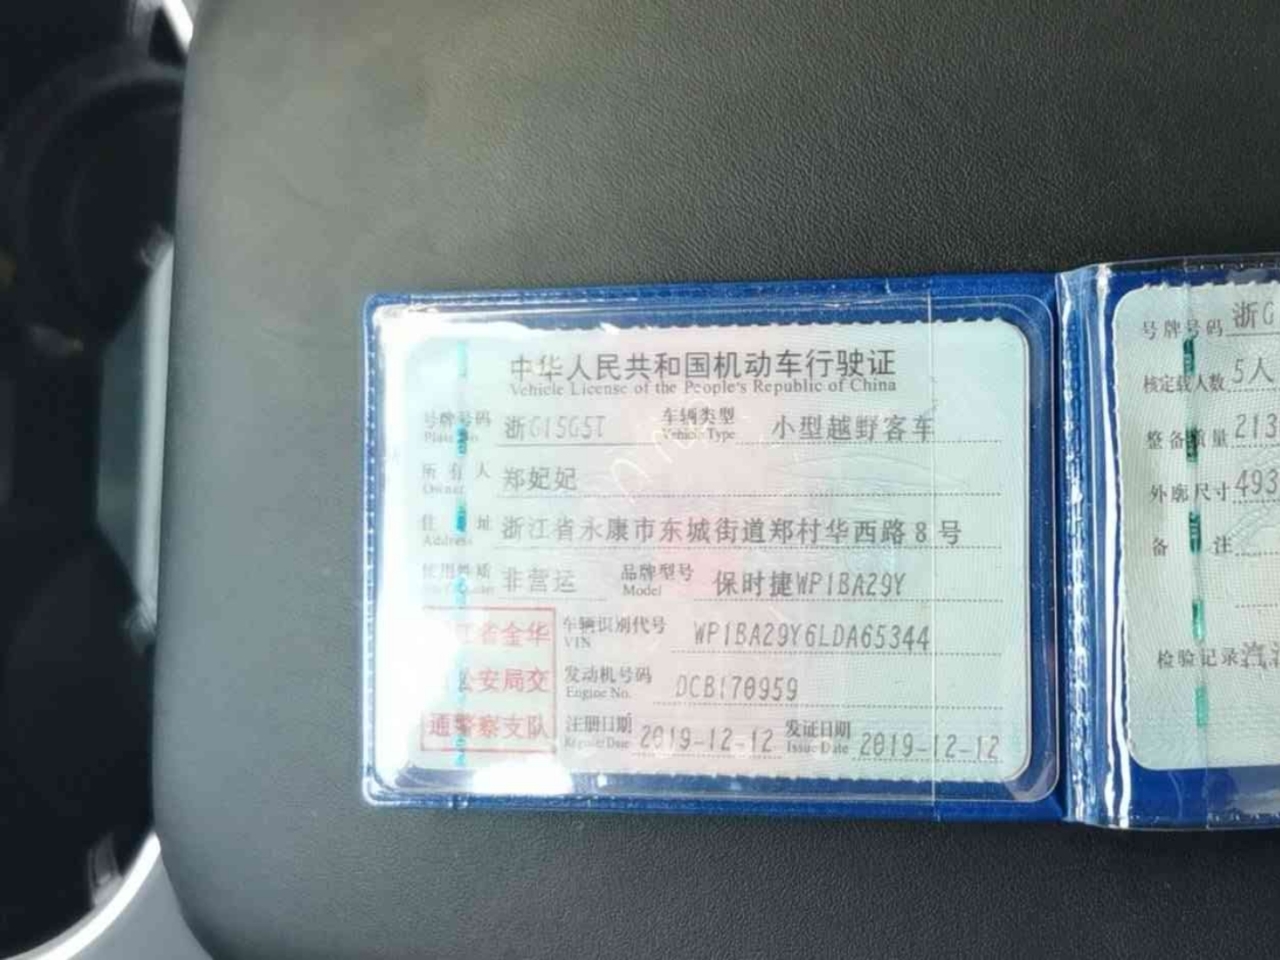 中华人民共和国机动车行驶证
Vehicle License of the People's Republic of China
号牌号码 浙G15G5T 车辆类型 小型越野客车
Plate No. Vehicle Type
所有人 郑妃妃
Owner
住址 浙江省永康市东城街道郑村华西路8号
Address
使用性质 非营运 品牌型号 保时捷WP1BA29Y
Model
江省金华
公安局交
通警察支队
车辆识别代号 WP1BA29Y6LDA65344
VIN
发动机号码 DCB170959
Engine No.
注册日期 2019-12-12 发证日期 2019-12-12
Register Date Issue Date
号牌号码 浙G
核定载人数 5人
整备质量 213
外廓尺寸 493
备注
检验记录